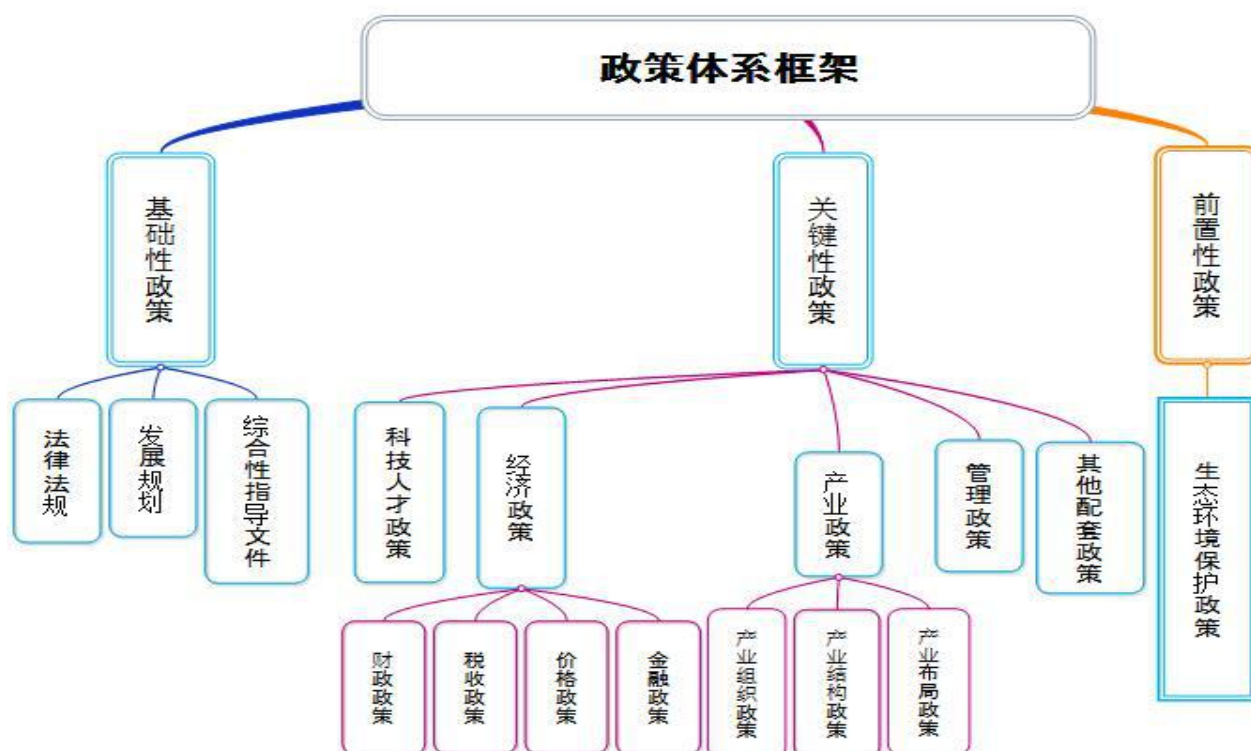 政策体系框架
基础性政策
关键性政策
前置性政策
法律法规
发展规划
综合性指导文件
科技人才政策
经济政策
产业政策
管理政策
其他配套政策
生态环境保护政策
财政政策
税收政策
价格政策
金融政策
产业组织政策
产业结构政策
产业布局政策